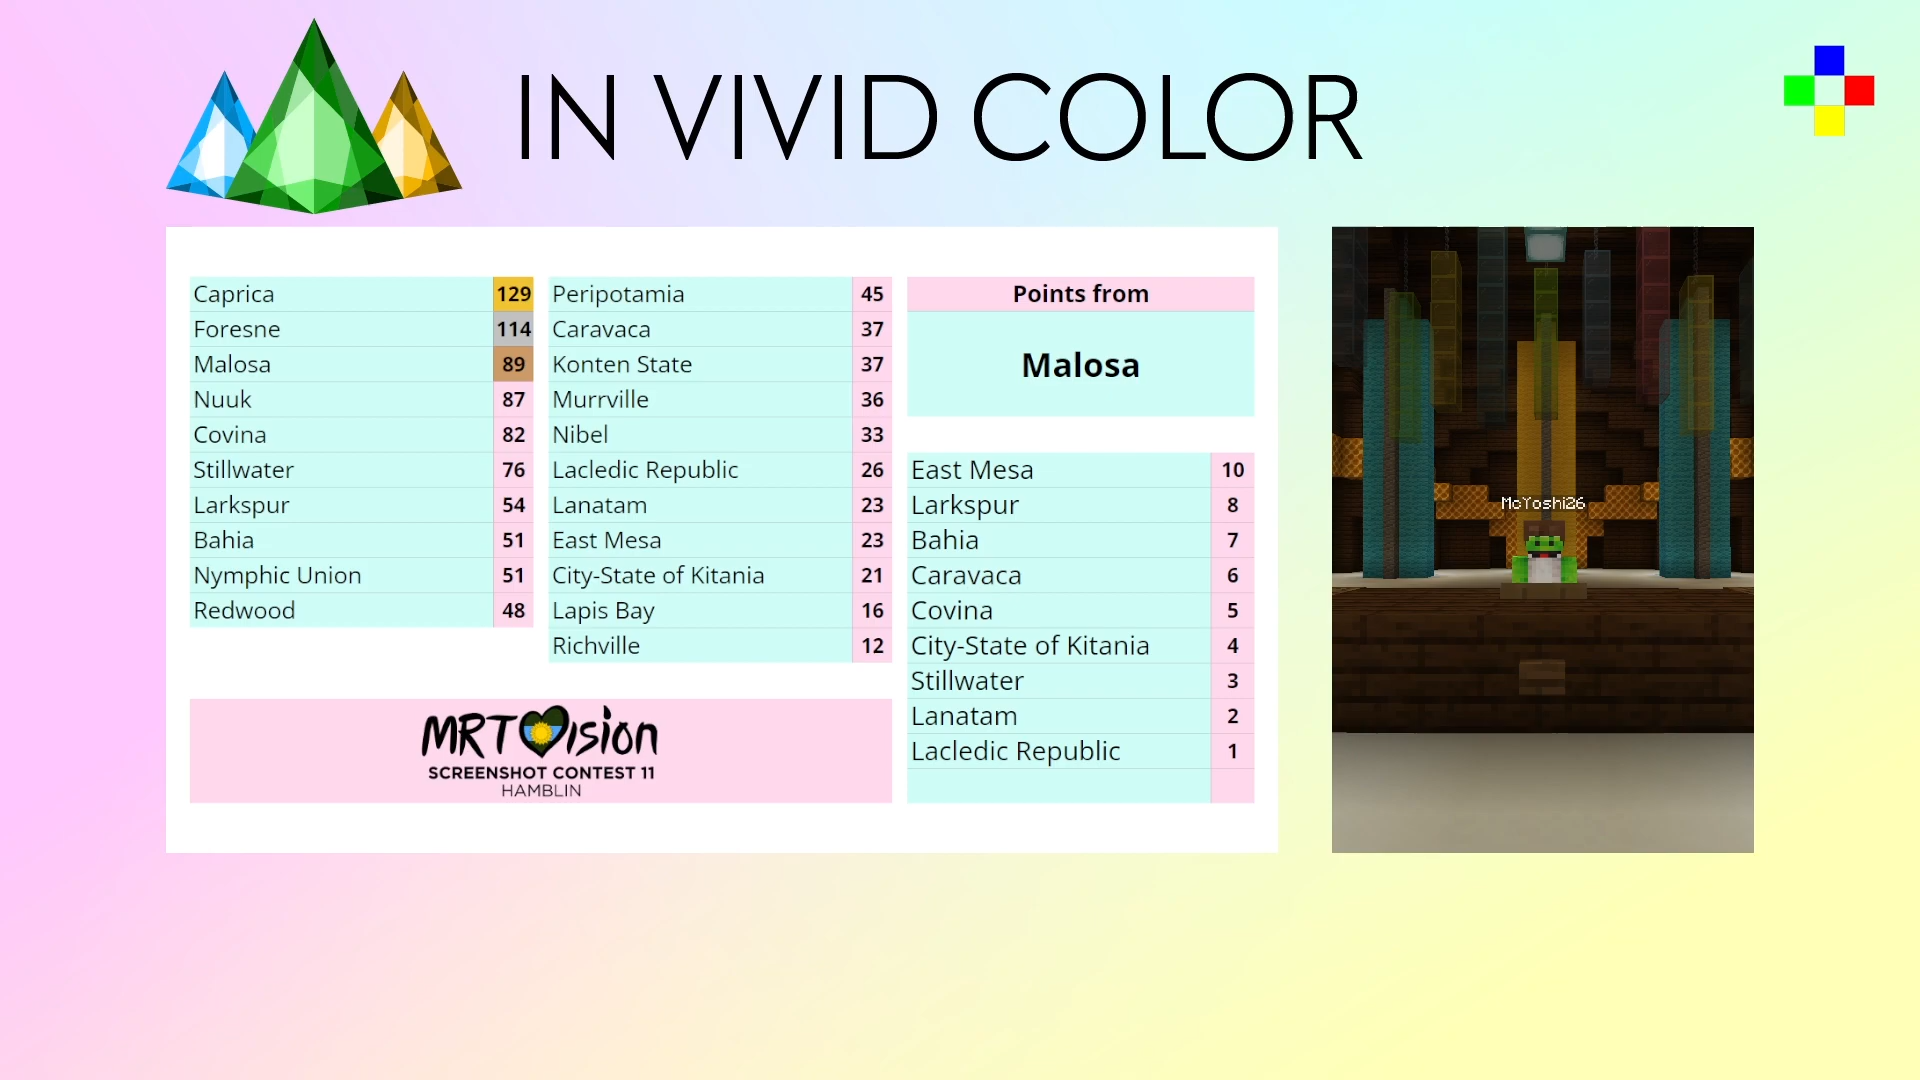 IN VIVID COLOR
Caprica 129
Foresne 114
Malosa 89
Nuuk 87
Covina 82
Stillwater 76
Larkspur 54
Bahia 51
Nymphic Union 51
Redwood 48
Peripotamia 45
Caravaca 37
Konten State 37
Murrville 36
Nibel 33
Lacledic Republic 26
Lanatam 23
East Mesa 23
City-State of Kitania 21
Lapis Bay 16
Richville 12
MRTVision
SCREENSHOT CONTEST 11
HAMBLIN
Points from
Malosa
East Mesa 10
Larkspur 8
Bahia 7
Caravaca 6
Covina 5
City-State of Kitania 4
Stillwater 3
Lanatam 2
Lacledic Republic 1
McYoshi26